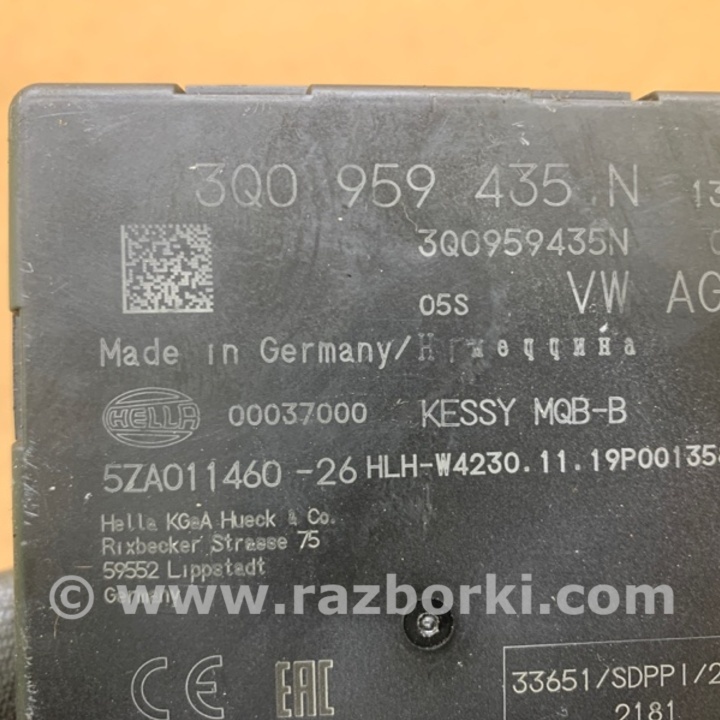 3Q0 959 435 N 13
3Q0959435N
05S VW AG
Made in Germany/
HELLA 00037000 KESSY MQB-B
5ZA011460-26 HLH-W4230.11.19P001356
Hella KGaA Hueck & Co.
Rixbecker Strasse 75
59552 Lippstadt
Germany
© www.razborki.com
CE EAC
33651/SDPPI/2
2181